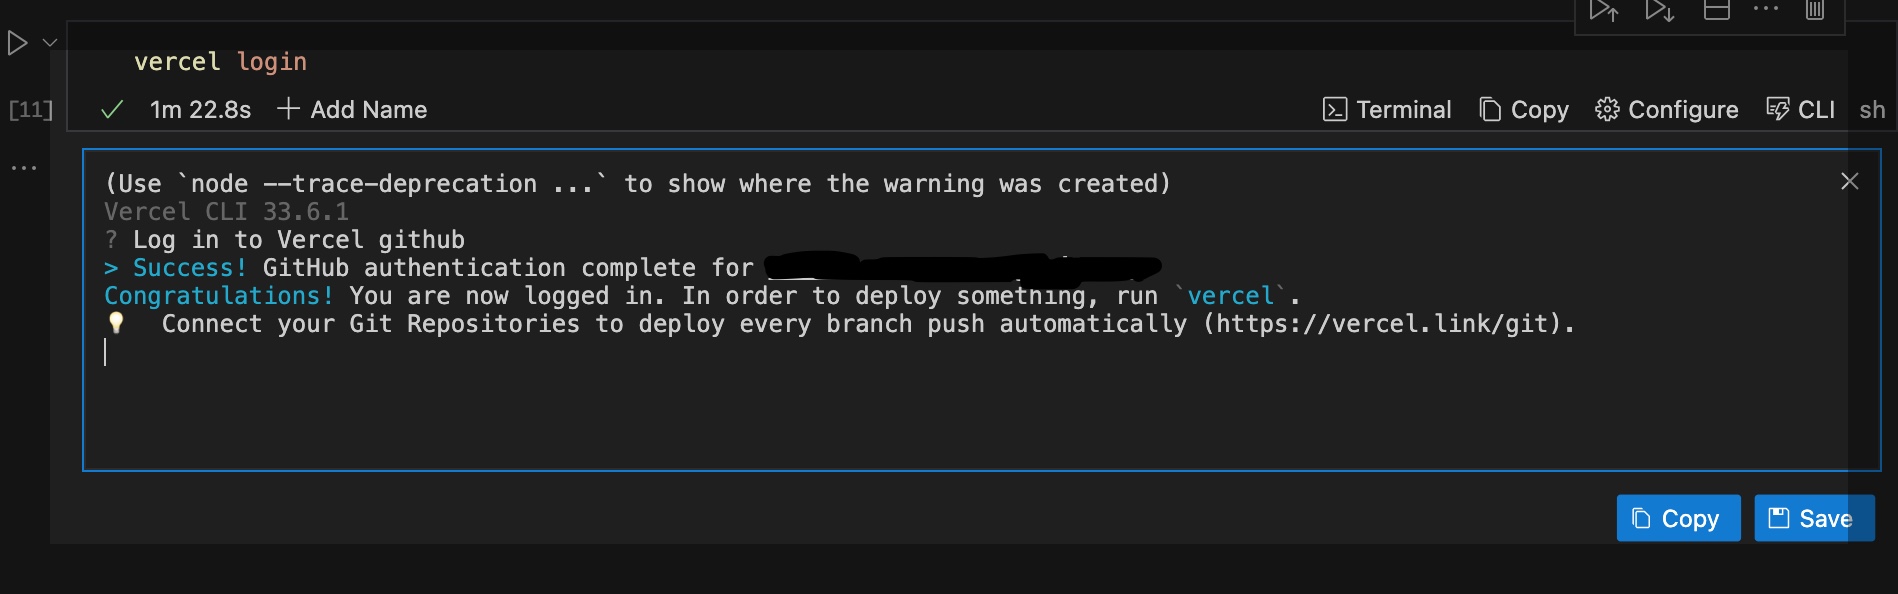 vercel login
[11]
1m 22.8s Add Name Terminal Copy Configure CLI sh
(Use `node --trace-deprecation ...` to show where the warning was created)
Vercel CLI 33.6.1
? Log in to Vercel github
> Success! GitHub authentication complete for
Congratulations! You are now logged in. In order to deploy something, run `vercel`.
💡 Connect your Git Repositories to deploy every branch push automatically (https://vercel.link/git).
Copy Save